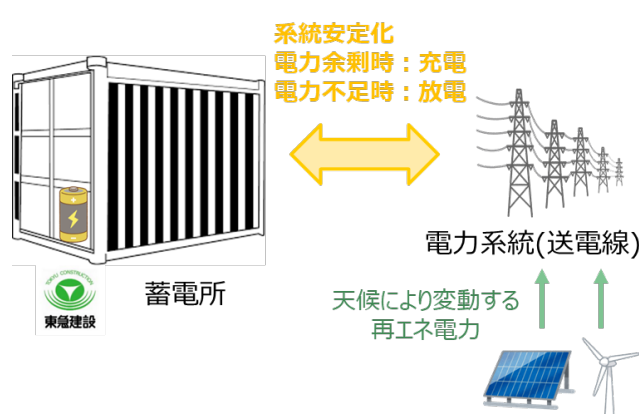 系統安定化
電力余剰時：充電
電力不足時：放電
電力系統(送電線)
TOKYU CONSTRUCTION
東急建設
蓄電所
天候により変動する
再エネ電力